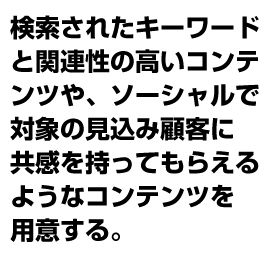 検索されたキーワード
と関連性の高いコンテ
ンツや、ソーシャルで
対象の見込み顧客に
共感を持ってもらえる
ようなコンテンツを
用意する。